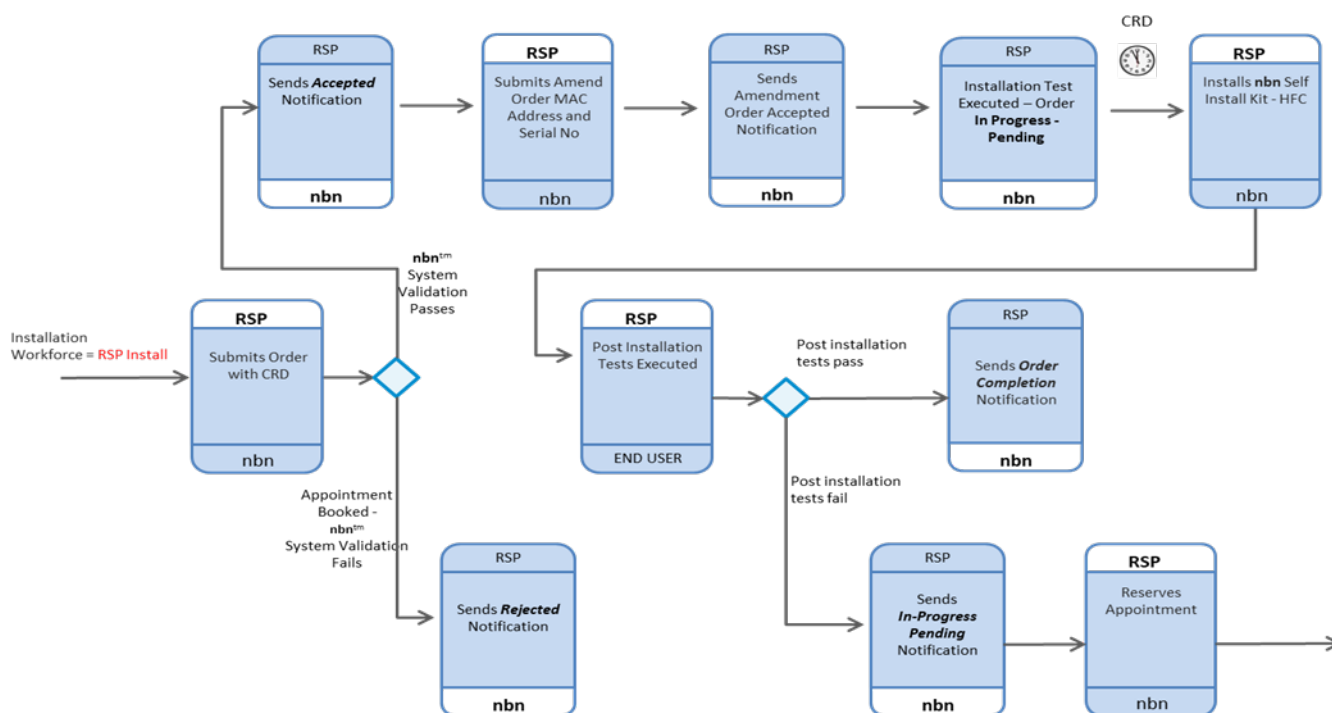 CRD
RSP
Sends Accepted
Notification
nbn
RSP
Submits Amend
Order MAC
Address and
Serial No
nbn
RSP
Sends
Amendment
Order Accepted
Notification
nbn
RSP
Installation Test
Executed – Order
In Progress -
Pending
nbn
RSP
Installs nbn Self
Install Kit - HFC
nbn
nbn™
System
Validation
Passes
Installation
Workforce = RSP Install
RSP
Submits Order
with CRD
nbn
Appointment
Booked -
nbn™
System Validation
Fails
RSP
Sends Rejected
Notification
nbn
RSP
Post Installation
Tests Executed
END USER
Post installation
tests pass
RSP
Sends Order
Completion
Notification
nbn
Post installation
tests fail
RSP
Sends
In-Progress
Pending
Notification
nbn
RSP
Reserves
Appointment
nbn